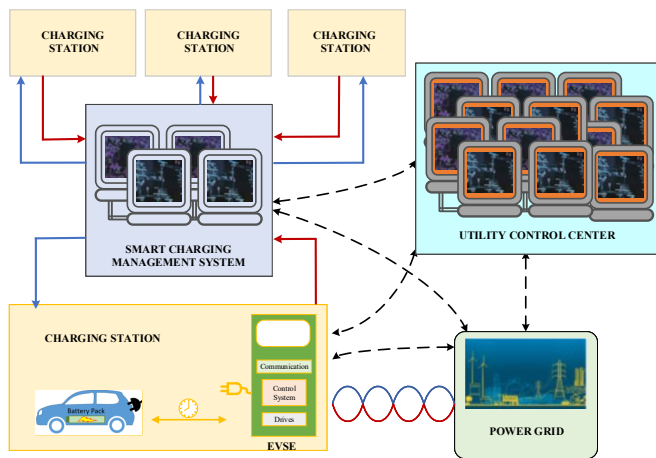 CHARGING
STATION
CHARGING
STATION
CHARGING
STATION
SMART CHARGING
MANAGEMENT SYSTEM
UTILITY CONTROL CENTER
CHARGING STATION
Communication
Control
System
Drives
Battery Pack
EVSE
POWER GRID